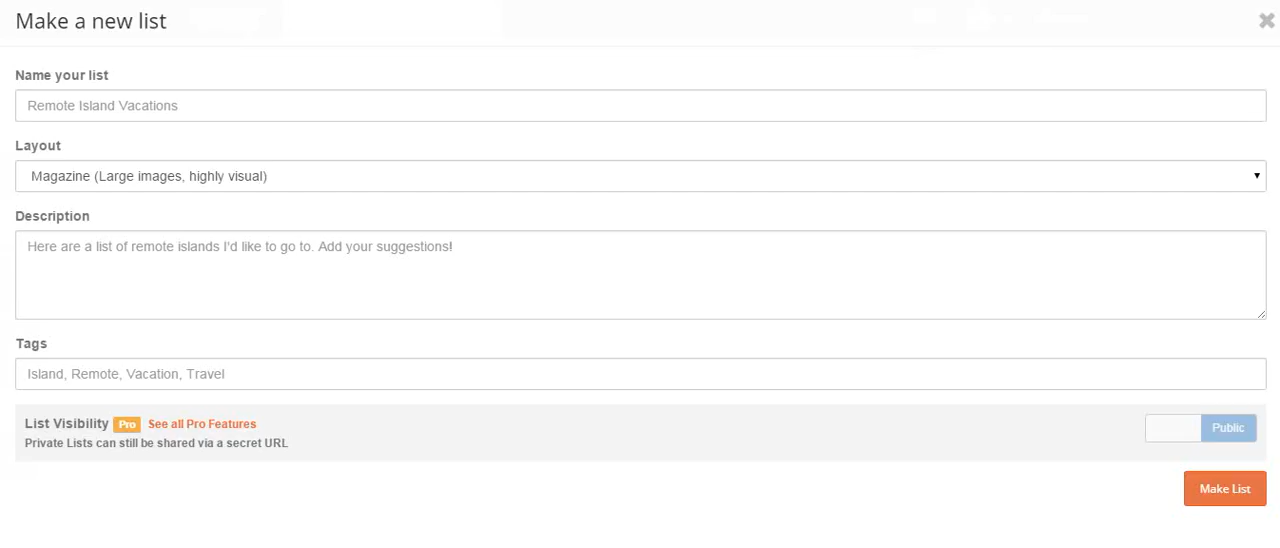 Make a new list
Name your list
Remote Island Vacations
Layout
Magazine (Large images, highly visual)
Description
Here are a list of remote islands I'd like to go to. Add your suggestions!
Tags
Island, Remote, Vacation, Travel
List Visibility Pro See all Pro Features
Private Lists can still be shared via a secret URL
Public
Make List